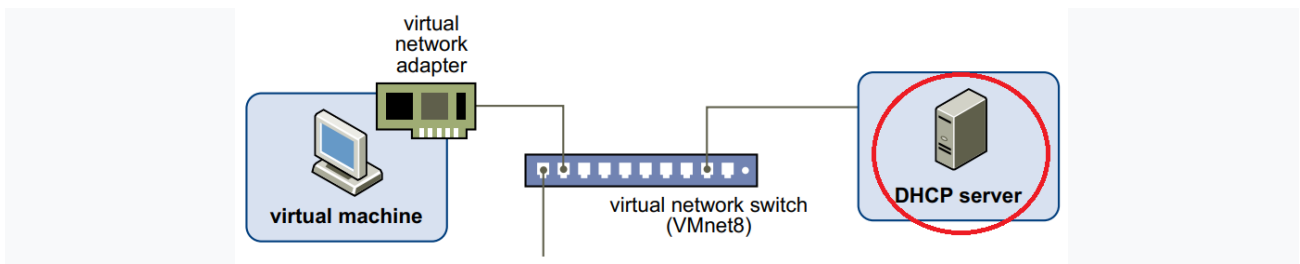 virtual
network
adapter
virtual machine
virtual network switch
(VMnet8)
DHCP server